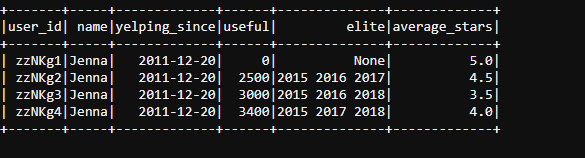 +-------+-----+-------------+------+--------------+-------------+
|user_id| name|yelping_since|useful|         elite|average_stars|
+-------+-----+-------------+------+--------------+-------------+
| zzNKg1|Jenna|   2011-12-20|     0|          None|          5.0|
| zzNKg2|Jenna|   2011-12-20|  2500|2015 2016 2017|          4.5|
| zzNKg3|Jenna|   2011-12-20|  3000|2015 2016 2018|          3.5|
| zzNKg4|Jenna|   2011-12-20|  3400|2015 2017 2018|          4.0|
+-------+-----+-------------+------+--------------+-------------+